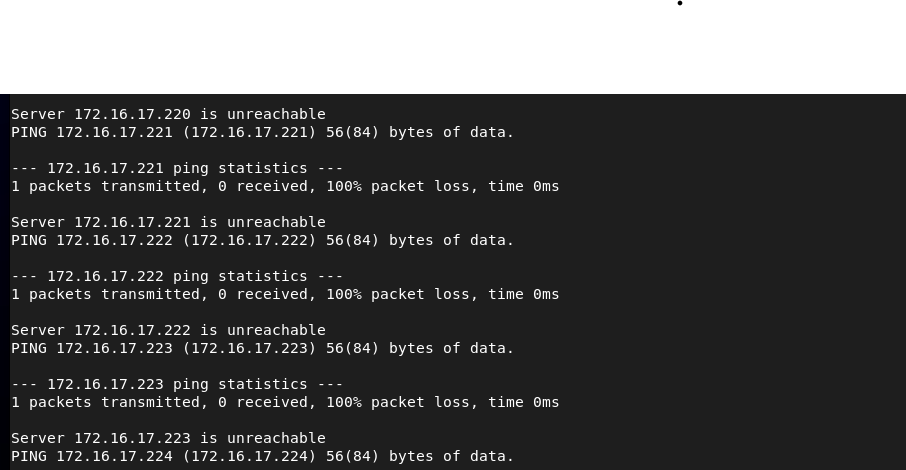 Server 172.16.17.220 is unreachable
PING 172.16.17.221 (172.16.17.221) 56(84) bytes of data.
--- 172.16.17.221 ping statistics ---
1 packets transmitted, 0 received, 100% packet loss, time 0ms
Server 172.16.17.221 is unreachable
PING 172.16.17.222 (172.16.17.222) 56(84) bytes of data.
--- 172.16.17.222 ping statistics ---
1 packets transmitted, 0 received, 100% packet loss, time 0ms
Server 172.16.17.222 is unreachable
PING 172.16.17.223 (172.16.17.223) 56(84) bytes of data.
--- 172.16.17.223 ping statistics ---
1 packets transmitted, 0 received, 100% packet loss, time 0ms
Server 172.16.17.223 is unreachable
PING 172.16.17.224 (172.16.17.224) 56(84) bytes of data.